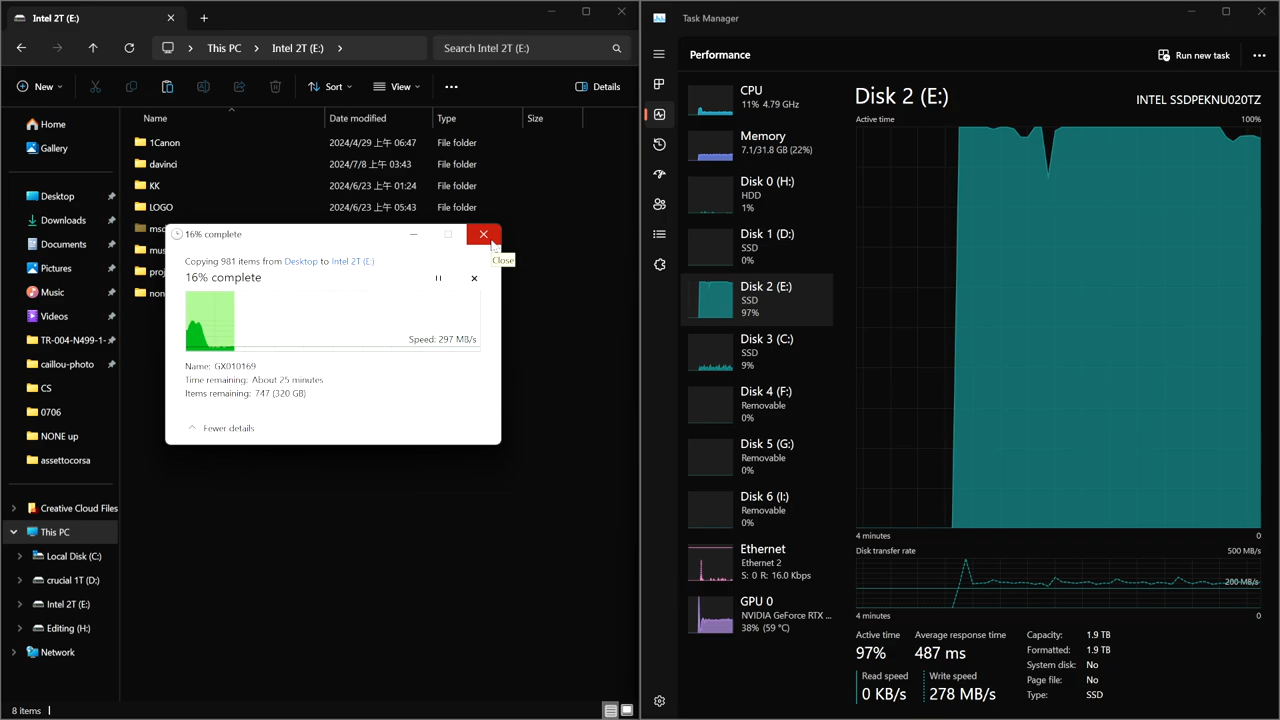 Intel 2T (E:)
This PC
Intel 2T (E:)
Search Intel 2T (E:)
New
Sort
View
Details
Home
Gallery
Desktop
Downloads
Documents
Pictures
Music
Videos
TR-004-N499-1-
caillou-photo
CS
0706
NONE up
assettocorsa
Creative Cloud Files
This PC
Local Disk (C:)
crucial 1T (D:)
Intel 2T (E:)
Editing (H:)
Network
8 items
Name
Date modified
Type
Size
1Canon
2024/4/29 上午 06:47
File folder
davinci
2024/7/8 上午 03:43
File folder
KK
2024/6/23 上午 01:24
File folder
LOGO
2024/6/23 上午 05:43
File folder
msc
mus
proj
non
16% complete
Close
Copying 981 items from Desktop to Intel 2T (E:)
16% complete
Speed: 297 MB/s
Name: GX010169
Time remaining: About 25 minutes
Items remaining: 747 (320 GB)
Fewer details
Task Manager
Performance
Run new task
CPU
11% 4.79 GHz
Memory
7.1/31.8 GB (22%)
Disk 0 (H:)
HDD
1%
Disk 1 (D:)
SSD
0%
Disk 2 (E:)
SSD
97%
Disk 3 (C:)
SSD
9%
Disk 4 (F:)
Removable
0%
Disk 5 (G:)
Removable
0%
Disk 6 (I:)
Removable
0%
Ethernet
Ethernet 2
S: 0 R: 16.0 Kbps
GPU 0
NVIDIA GeForce RTX ...
38% (59 °C)
Disk 2 (E:)
INTEL SSDPEKNU020TZ
Active time
100%
4 minutes
0
Disk transfer rate
500 MB/s
200 MB/s
4 minutes
0
Active time
97%
Average response time
487 ms
Read speed
0 KB/s
Write speed
278 MB/s
Capacity: 1.9 TB
Formatted: 1.9 TB
System disk: No
Page file: No
Type: SSD